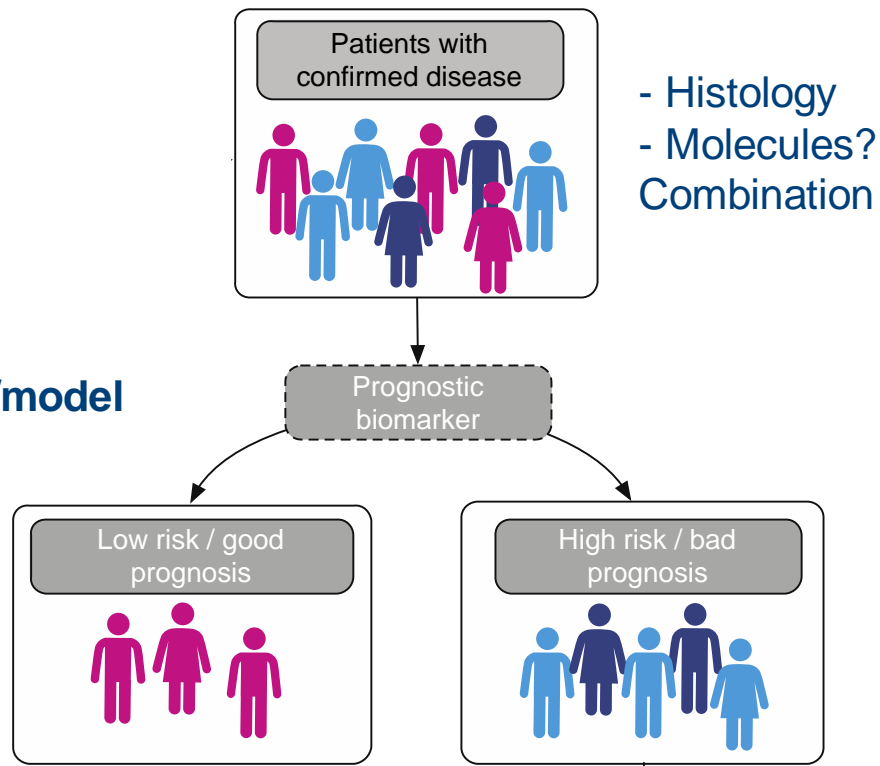 Patients with
confirmed disease
- Histology
- Molecules?
Combination
/model
Prognostic
biomarker
Low risk / good
prognosis
High risk / bad
prognosis